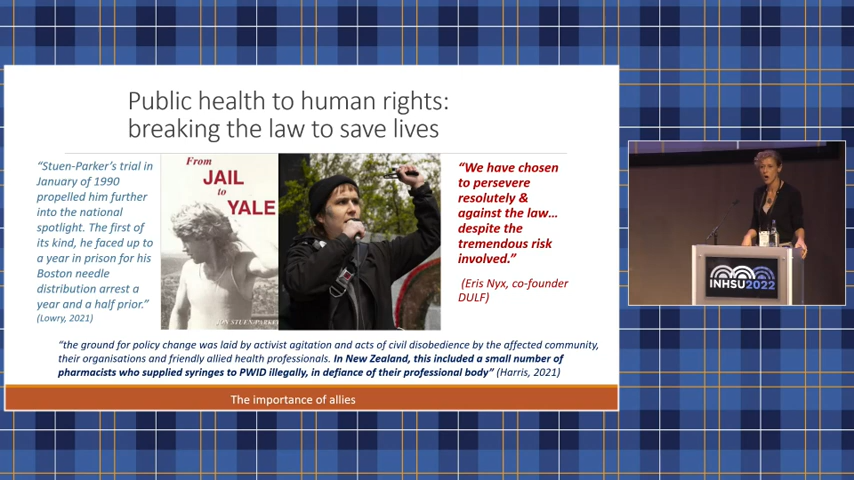 Public health to human rights:
breaking the law to save lives
“Stuen-Parker’s trial in
January of 1990
propelled him further
into the national
spotlight. The first of
its kind, he faced up to
a year in prison for his
Boston needle
distribution arrest a
year and a half prior.”
(Lowry, 2021)
From
JAIL
to
YALE
JON STUEN-PARKER
“We have chosen
to persevere
resolutely &
against the law...
despite the
tremendous risk
involved.”
(Eris Nyx, co-founder
DULF)
“the ground for policy change was laid by activist agitation and acts of civil disobedience by the affected community,
their organisations and friendly allied health professionals. In New Zealand, this included a small number of
pharmacists who supplied syringes to PWID illegally, in defiance of their professional body” (Harris, 2021)
The importance of allies
INHSU2022